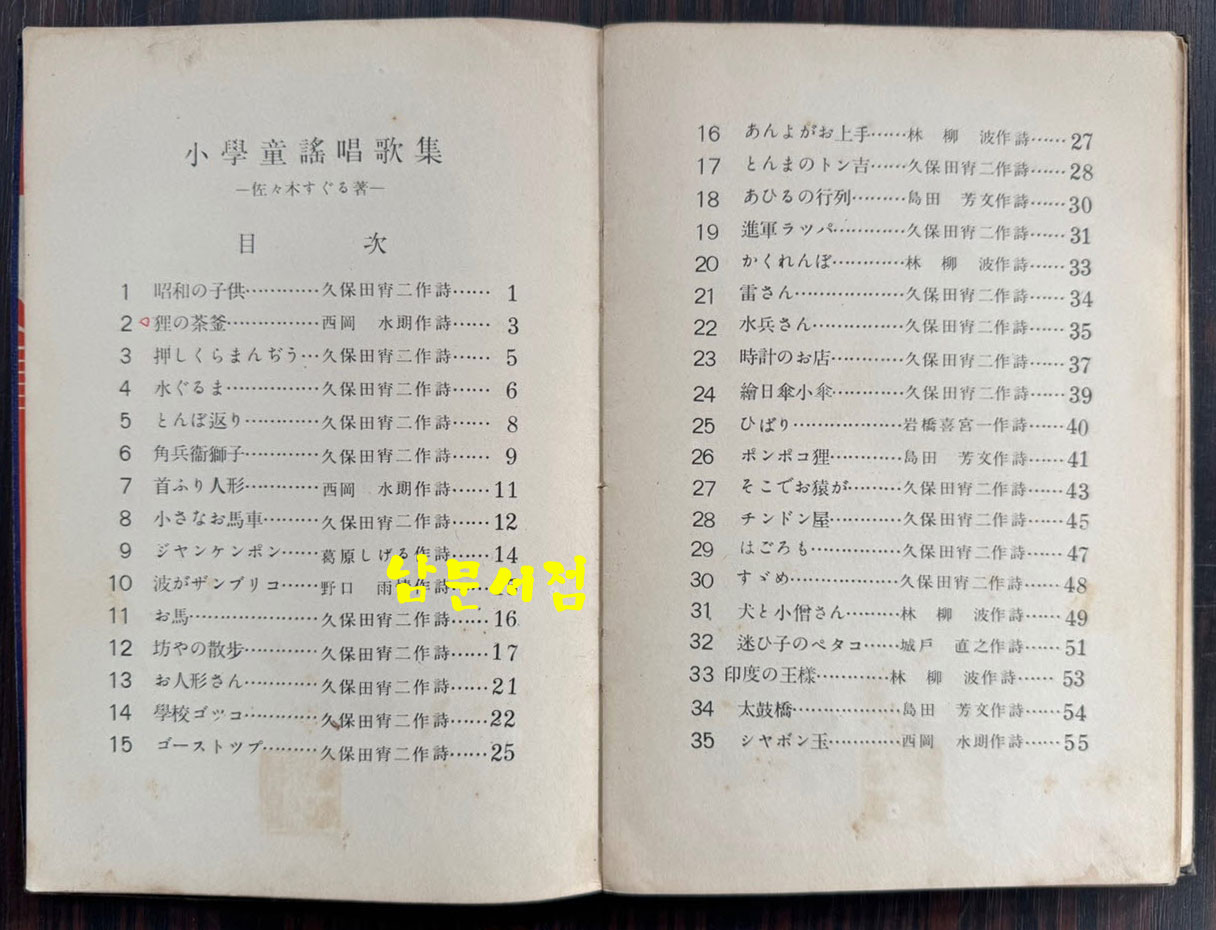 小學童謠唱歌集
―佐々木すぐる著―
目 次
1 昭和の子供…………久保田宵二作詩…… 1
2 狸の茶釜……………西岡 水朗作詩…… 3
3 押しくらまんぢう…久保田宵二作詩…… 5
4 水ぐるま……………久保田宵二作詩…… 6
5 とんぼ返り…………久保田宵二作詩…… 8
6 角兵衞獅子…………久保田宵二作詩…… 9
7 首ふり人形…………西岡 水朗作詩……11
8 小さなお馬車………久保田宵二作詩……12
9 ジヤンケンポン……葛原しげる作詩……14
10 波がザンブリコ……野口 雨 作詩……
남문서점
11 お馬…………………久保田宵二作詩……16
12 坊やの散歩…………久保田宵二作詩……17
13 お人形さん…………久保田宵二作詩……21
14 學校ゴツコ…………久保田宵二作詩……22
15 ゴーストツプ………久保田宵二作詩……25
16 あんよがお上手……林 柳 波作詩……27
17 とんまのトン吉……久保田宵二作詩……28
18 あひるの行列………島田 芳文作詩……30
19 進軍ラツパ…………久保田宵二作詩……31
20 かくれんぼ…………林 柳 波作詩……33
21 雷さん………………久保田宵二作詩……34
22 水兵さん……………久保田宵二作詩……35
23 時計のお店…………久保田宵二作詩……37
24 繪日傘小傘…………久保田宵二作詩……39
25 ひばり………………岩橋喜宮一作詩……40
26 ポンポコ狸…………島田 芳文作詩……41
27 そこでお猿が………久保田宵二作詩……43
28 チンドン屋…………久保田宵二作詩……45
29 はごろも……………久保田宵二作詩……47
30 すゞめ………………久保田宵二作詩……48
31 犬と小僧さん………林 柳 波作詩……49
32 迷ひ子のペタコ……城戸 直之作詩……51
33 印度の王樣…………林 柳 波作詩……53
34 太鼓橋………………島田 芳文作詩……54
35 シヤボン玉…………西岡 水朗作詩……55